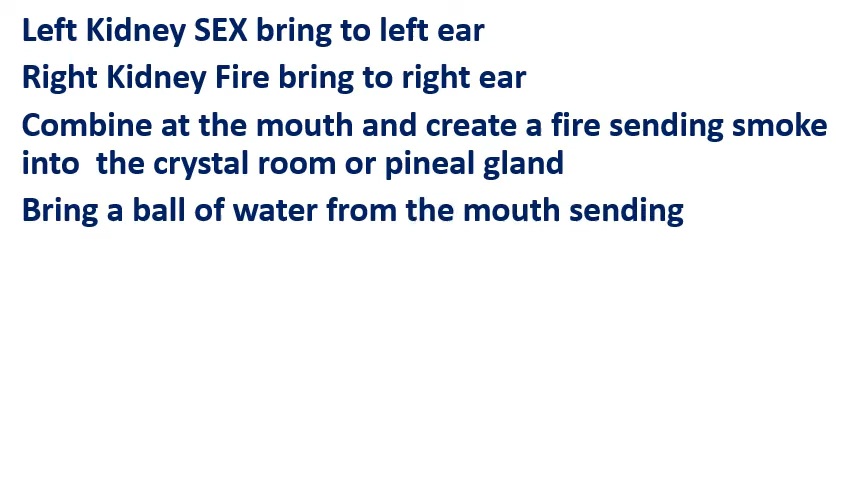 Left Kidney SEX bring to left ear
Right Kidney Fire bring to right ear
Combine at the mouth and create a fire sending smoke
into  the crystal room or pineal gland
Bring a ball of water from the mouth sending